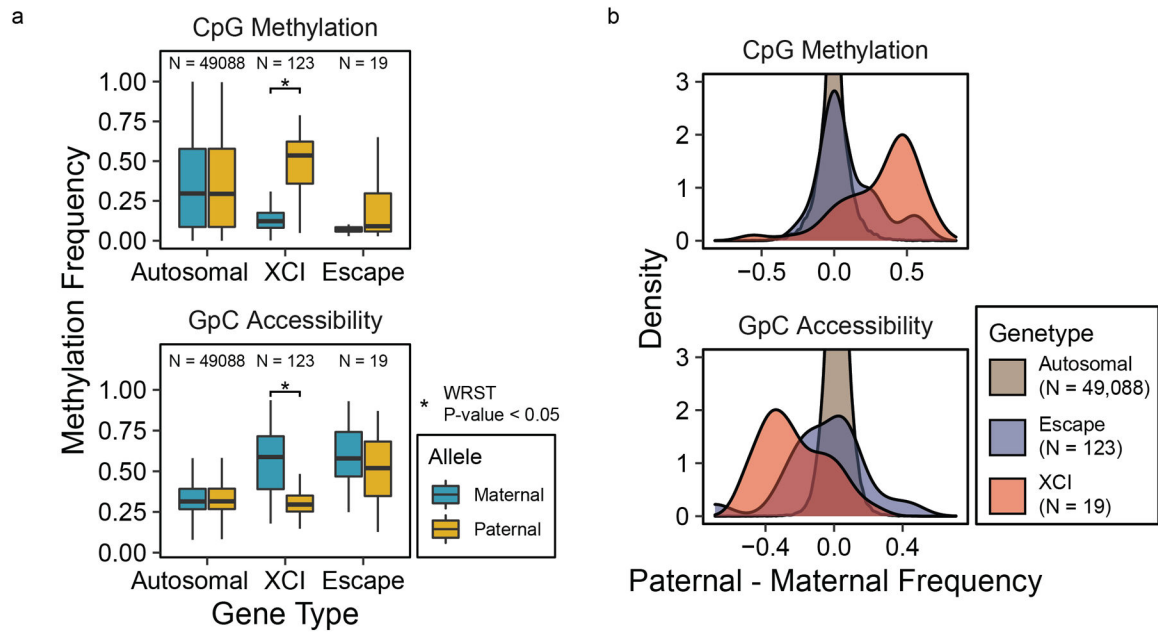 a
CpG Methylation
N = 49088 N = 123 N = 19
*
1.00
0.75
0.50
0.25
0.00
Autosomal XCI Escape
GpC Accessibility
N = 49088 N = 123 N = 19
*
1.00
0.75
0.50
0.25
0.00
Autosomal XCI Escape
Gene Type
Methylation Frequency
* WRST
P-value < 0.05
Allele
Maternal
Paternal
b
CpG Methylation
3
2
1
0
−0.5 0.0 0.5
GpC Accessibility
3
2
1
0
−0.4 0.0 0.4
Paternal - Maternal Frequency
Density
Genetype
Autosomal
(N = 49,088)
Escape
(N = 123)
XCI
(N = 19)